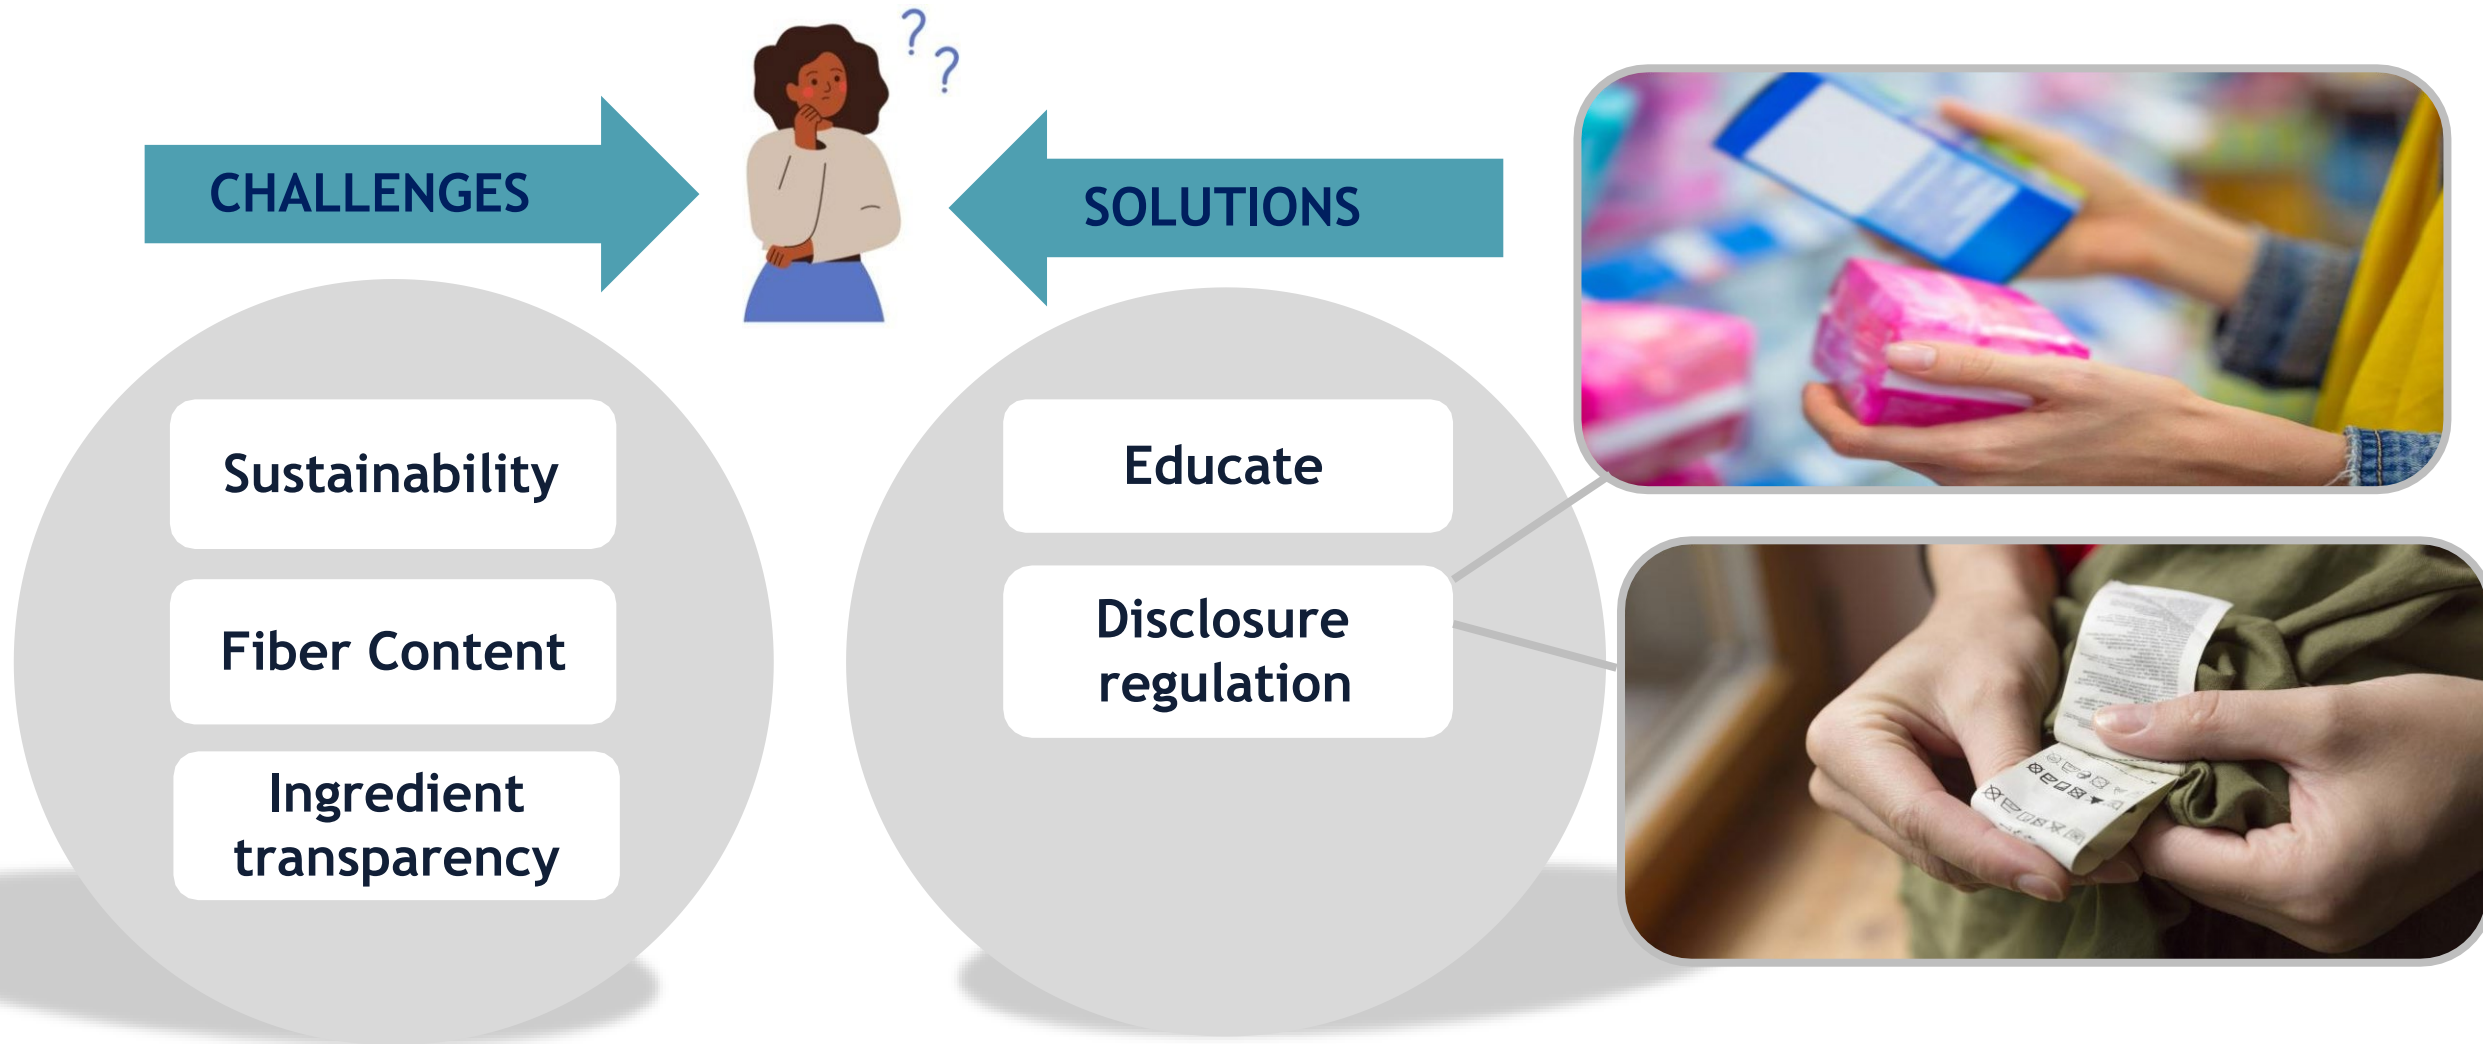 ? ?
CHALLENGES
SOLUTIONS
Sustainability
Fiber Content
Ingredient
transparency
Educate
Disclosure
regulation